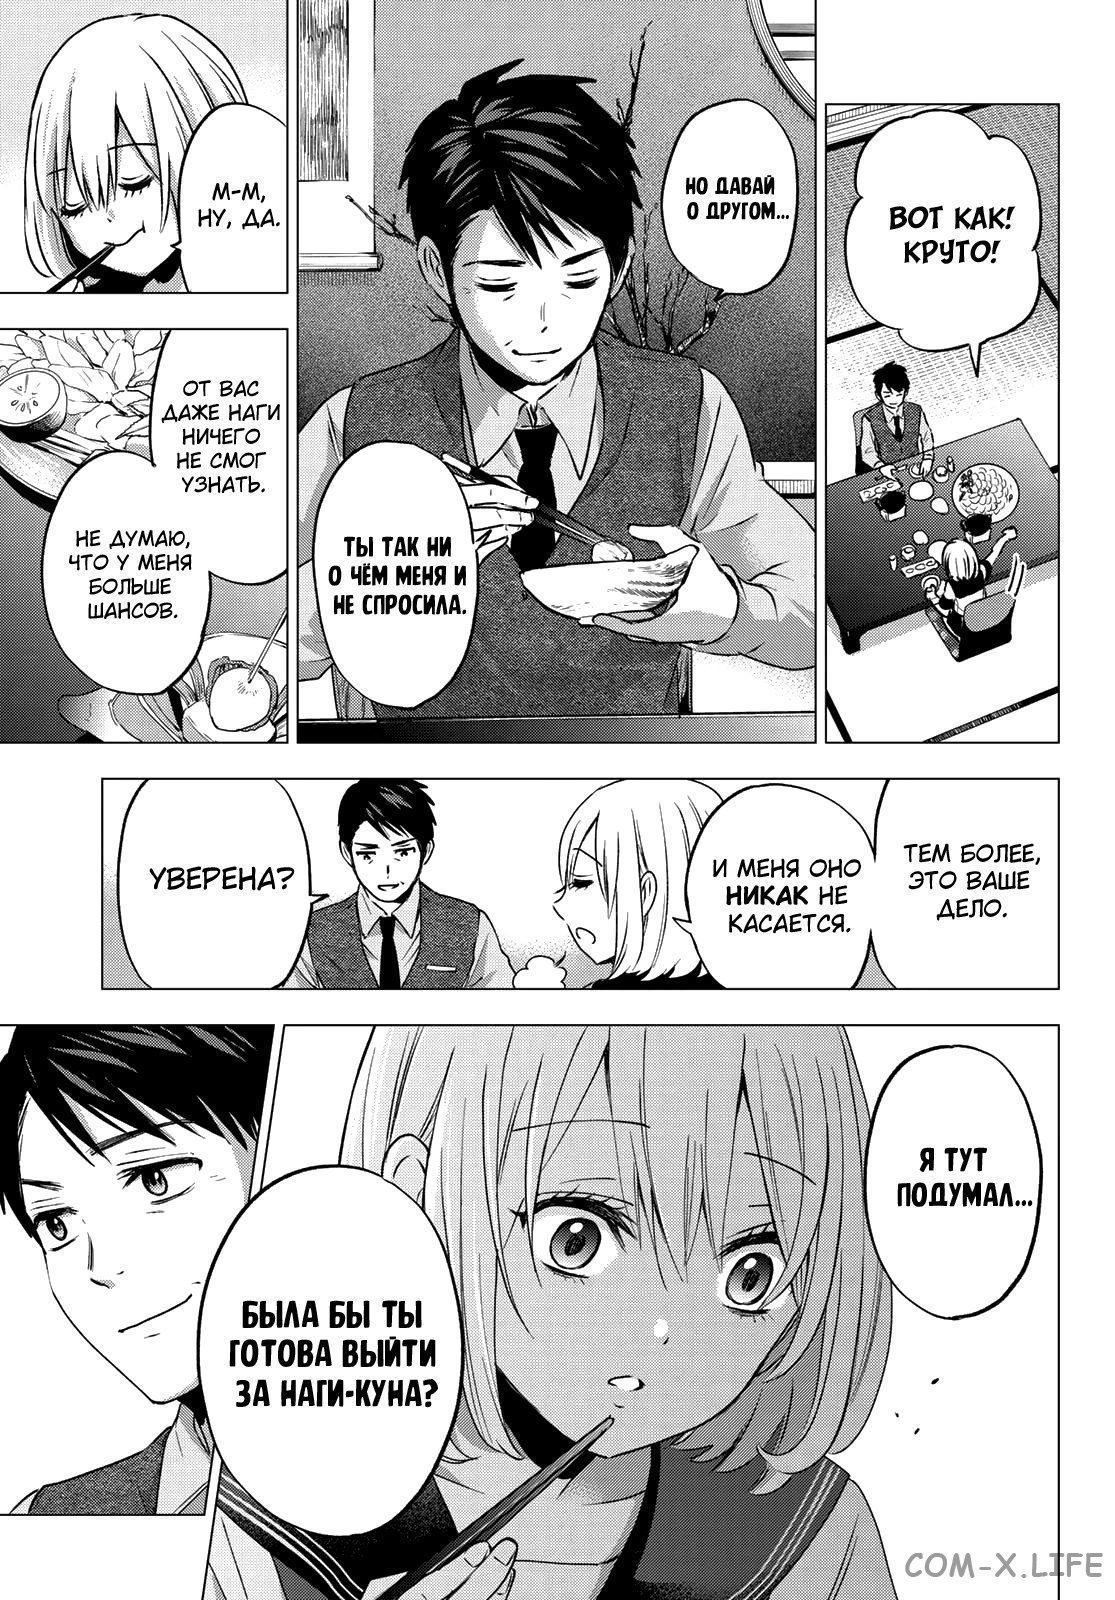 ВОТ КАК!
КРУТО!
НО ДАВАЙ
О ДРУГОМ...
ТЫ ТАК НИ
О ЧЁМ МЕНЯ И
НЕ СПРОСИЛА.
М-М,
НУ, ДА.
ОТ ВАС
ДАЖЕ НАГИ
НИЧЕГО
НЕ СМОГ
УЗНАТЬ.
НЕ ДУМАЮ,
ЧТО У МЕНЯ
БОЛЬШЕ
ШАНСОВ.
ТЕМ БОЛЕЕ,
ЭТО ВАШЕ
ДЕЛО.
И МЕНЯ ОНО
НИКАК НЕ
КАСАЕТСЯ.
УВЕРЕНА?
Я ТУТ
ПОДУМАЛ...
БЫЛА БЫ ТЫ
ГОТОВА ВЫЙТИ
ЗА НАГИ-КУНА?
COM-X.LIFE